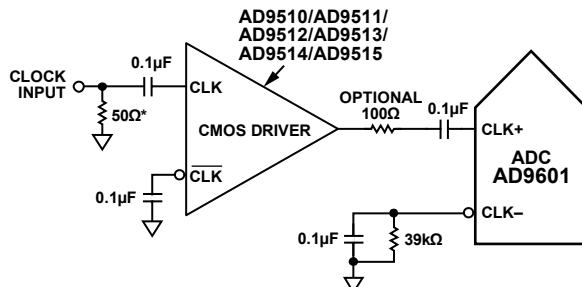 AD9510/AD9511/
AD9512/AD9513/
AD9514/AD9515
0.1µF
CLOCK
INPUT
CLK
50Ω*
OPTIONAL
100Ω
0.1µF
CMOS DRIVER
CLK+
ADC
AD9601
CLK
0.1µF
CLK–
0.1µF
39kΩ